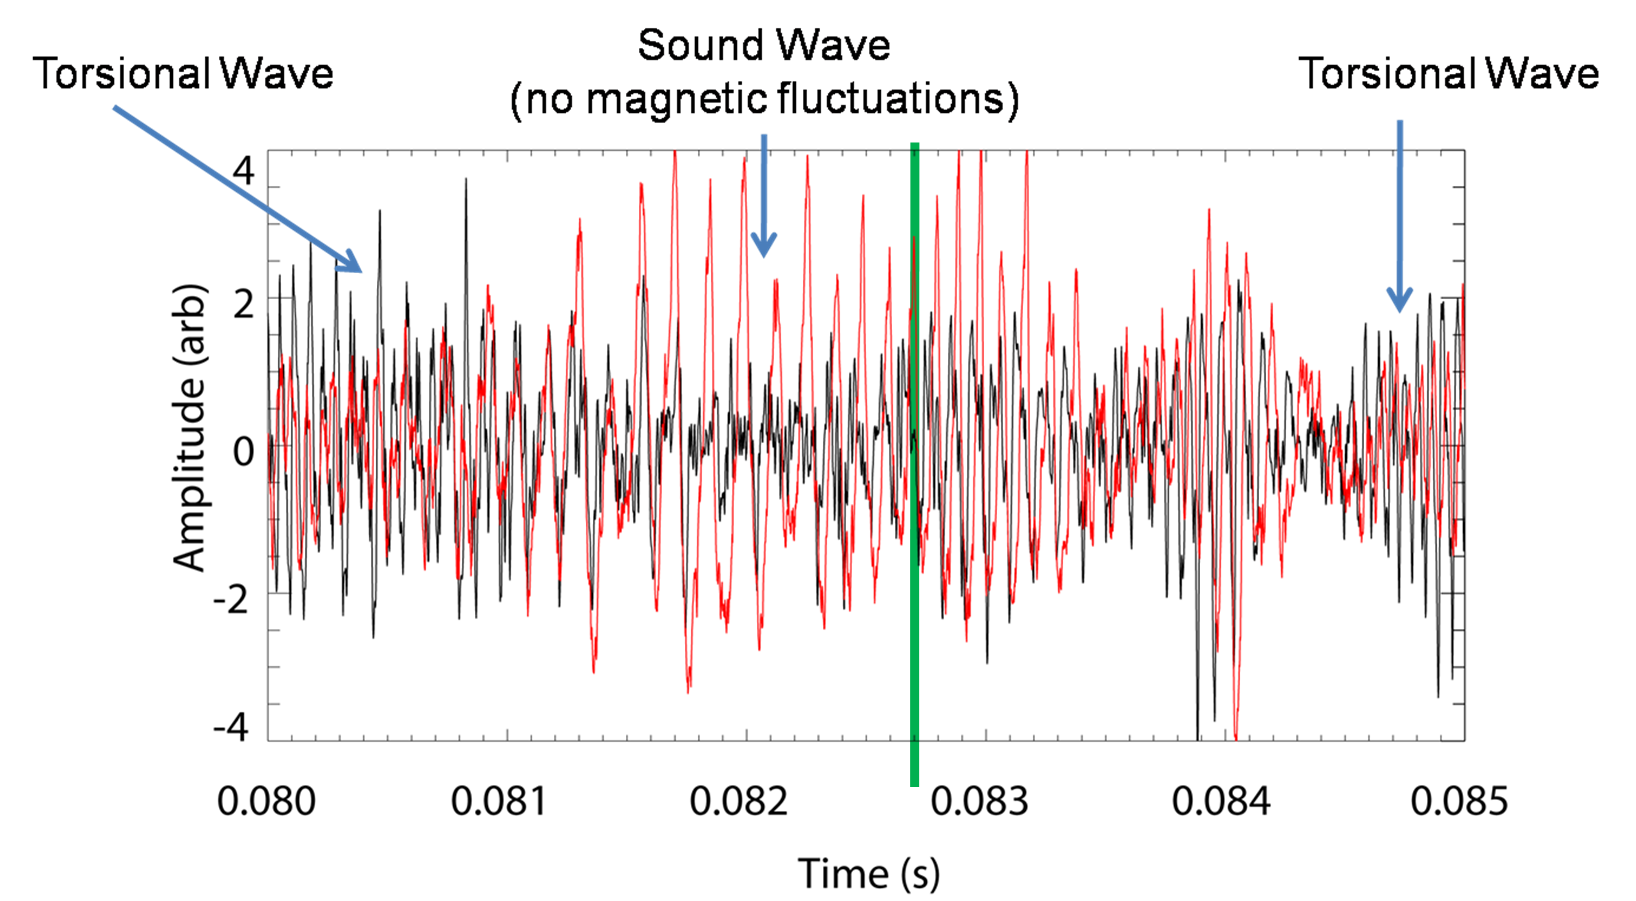 Sound Wave
(no magnetic fluctuations)
Torsional Wave
Torsional Wave
Amplitude (arb)
4
2
0
-2
-4
0.080 0.081 0.082 0.083 0.084 0.085
Time (s)